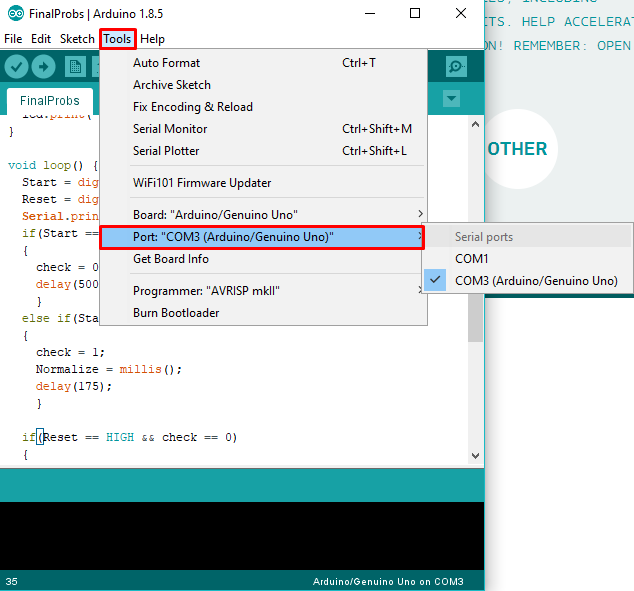 FinalProbs | Arduino 1.8.5
File Edit Sketch Tools Help
FinalProbs
Auto Format Ctrl+T
Archive Sketch
Fix Encoding & Reload
Serial Monitor Ctrl+Shift+M
Serial Plotter Ctrl+Shift+L
WiFi101 Firmware Updater
Board: "Arduino/Genuino Uno"
Port: "COM3 (Arduino/Genuino Uno)"
Get Board Info
Programmer: "AVRISP mkII"
Burn Bootloader
Serial ports
COM1
COM3 (Arduino/Genuino Uno)
lcd.print(
}
void loop() {
Start = dig
Reset = dig
Serial.prin
if(Start ==
{
check = 0
delay(500
}
else if(Sta
{
check = 1;
Normalize = millis();
delay(175);
}
if(Reset == HIGH && check == 0)
{
35
Arduino/Genuino Uno on COM3
INCLUDING
CTS. HELP ACCELERAT
ON! REMEMBER: OPEN
OTHER